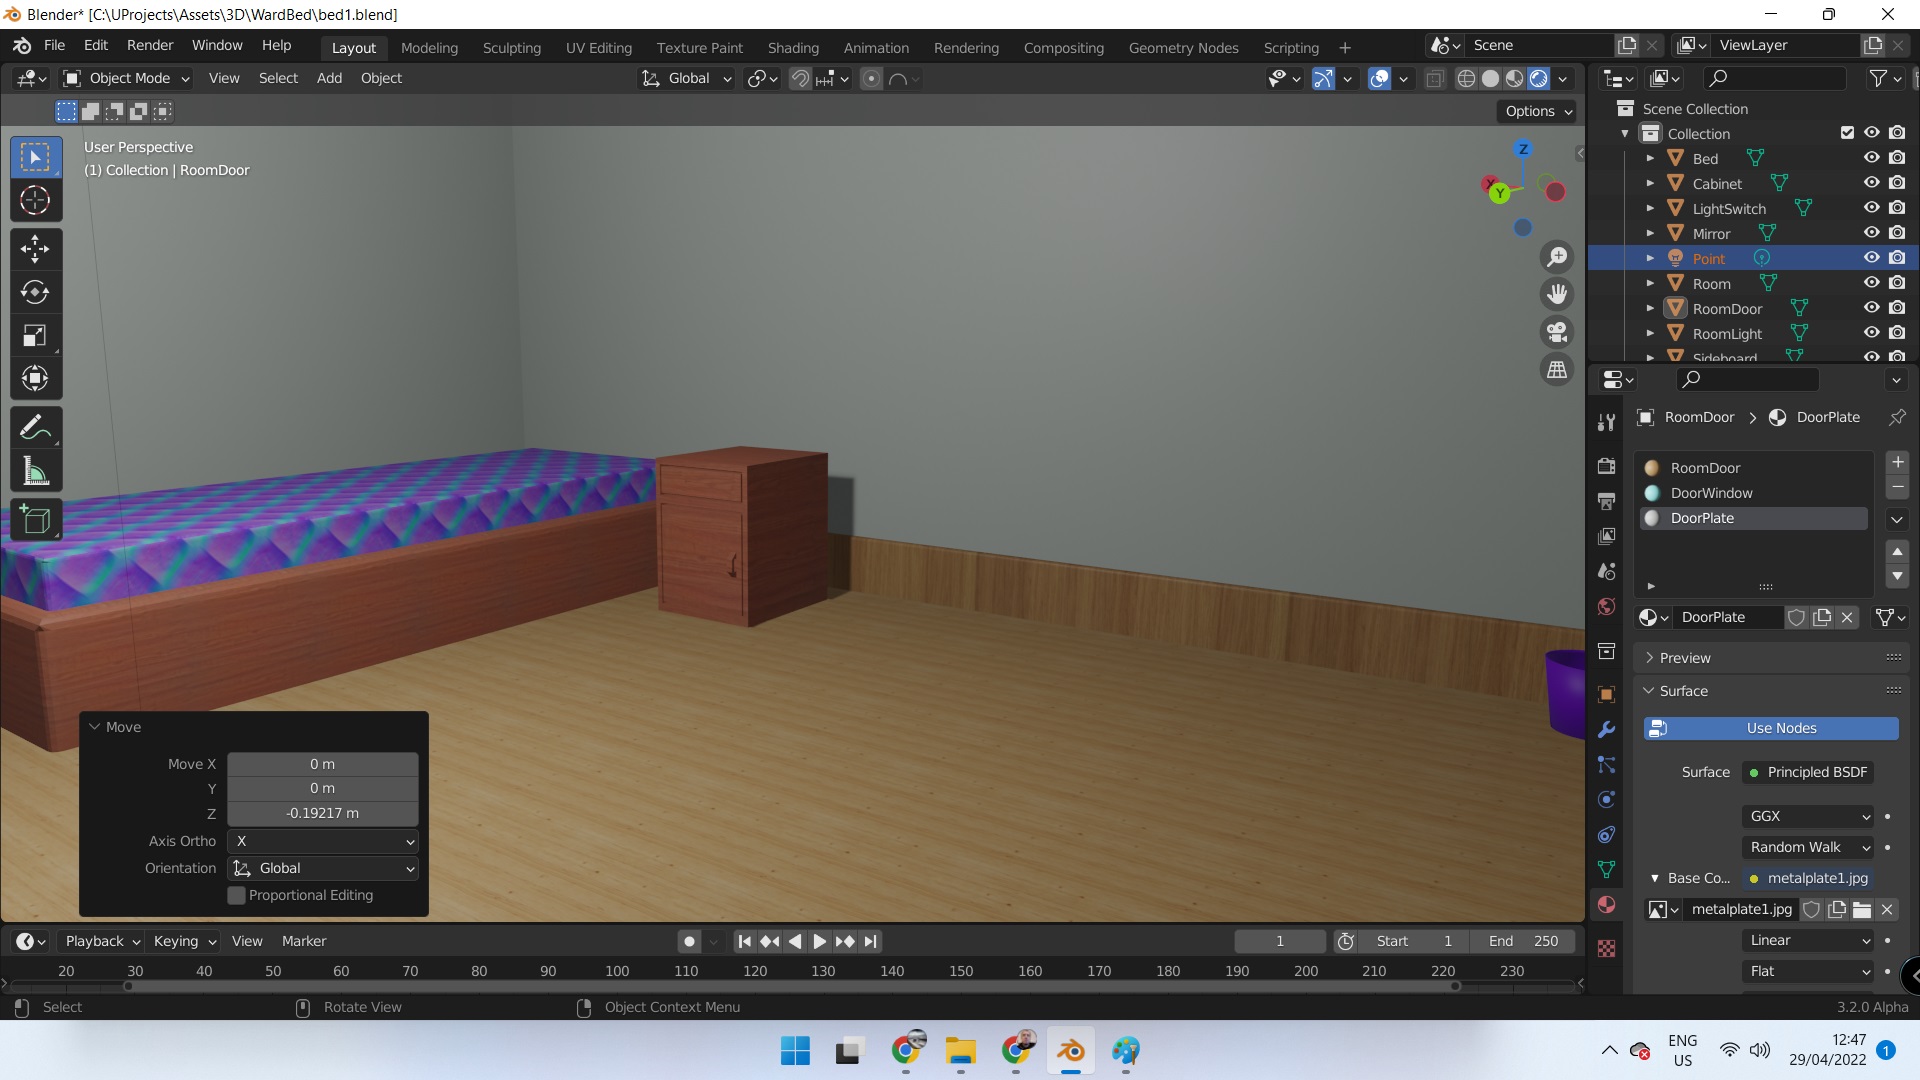 Blender* [C:\UProjects\Assets\3D\WardBed\bed1.blend]
File Edit Render Window Help Layout Modeling Sculpting UV Editing Texture Paint Shading Animation Rendering Compositing Geometry Nodes Scripting + Scene ViewLayer
Object Mode View Select Add Object Global
Options
User Perspective
(1) Collection | RoomDoor
Z
X
Y
Scene Collection
Collection
Bed
Cabinet
LightSwitch
Mirror
Point
Room
RoomDoor
RoomLight
Sideboard
RoomDoor > DoorPlate
RoomDoor
DoorWindow
DoorPlate
DoorPlate
Preview
Surface
Use Nodes
Surface Principled BSDF
GGX
Random Walk
Base Co... metalplate1.jpg
metalplate1.jpg
Linear
Flat
Move
Move X 0 m
Y 0 m
Z -0.19217 m
Axis Ortho X
Orientation Global
Proportional Editing
Playback Keying View Marker 1 Start 1 End 250
20 30 40 50 60 70 80 90 100 110 120 130 140 150 160 170 180 190 200 210 220 230
Select Rotate View Object Context Menu 3.2.0 Alpha
ENG
US
12:47
29/04/2022
1